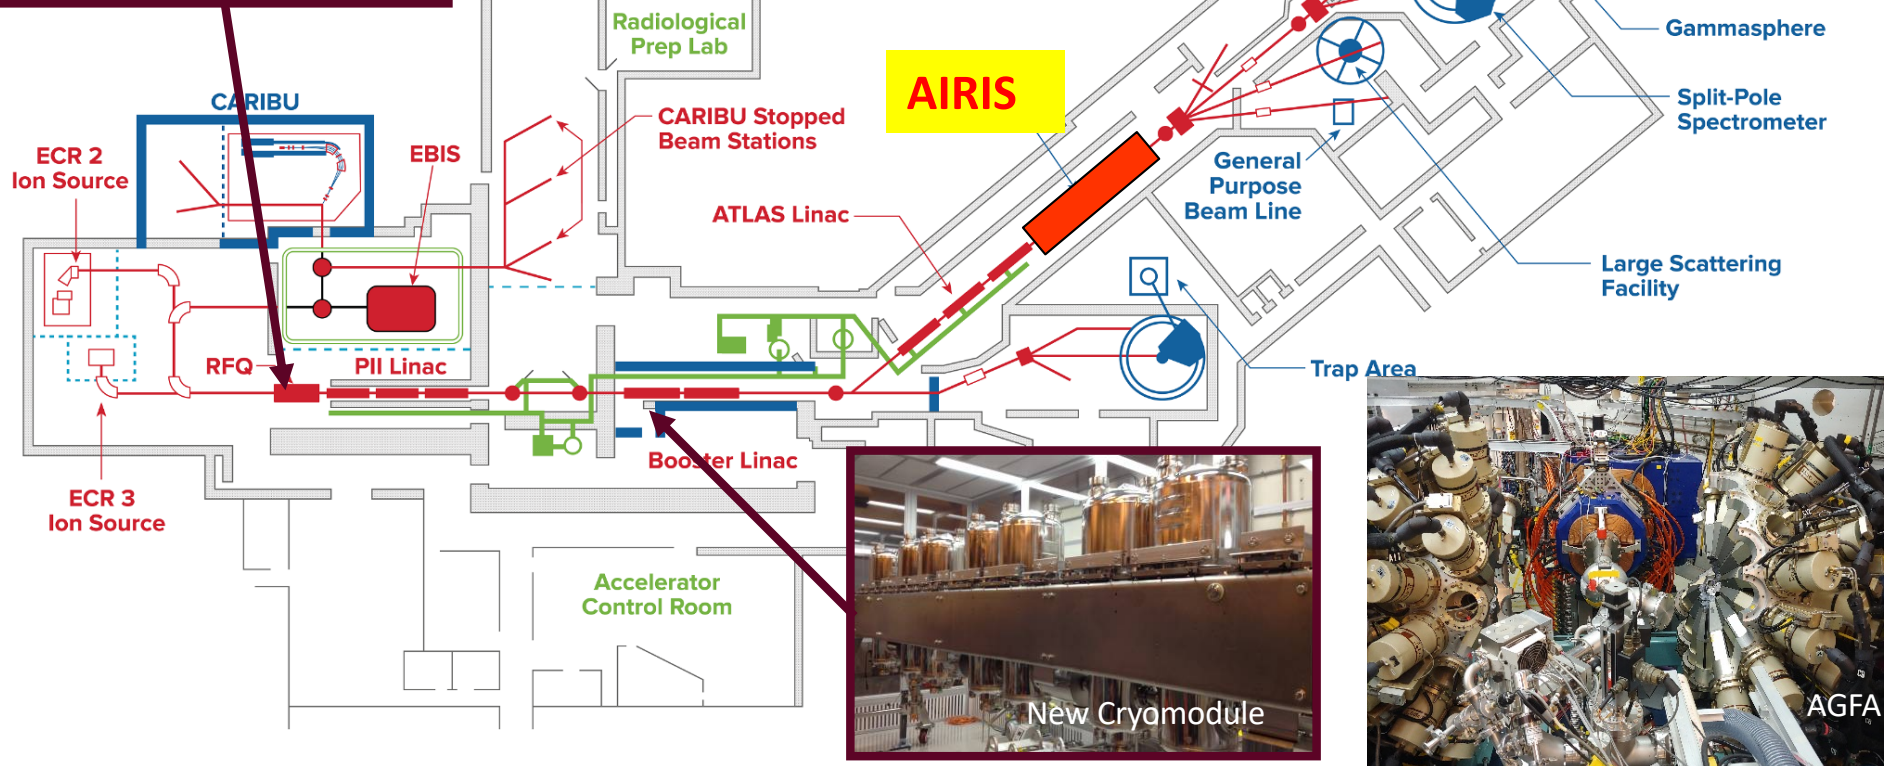 Radiological
Prep Lab
AIRIS
Gammasphere
Split-Pole
Spectrometer
CARIBU
CARIBU Stopped
Beam Stations
ECR 2
Ion Source
EBIS
General
Purpose
Beam Line
ATLAS Linac
Large Scattering
Facility
RFQ
PII Linac
Trap Area
Booster Linac
ECR 3
Ion Source
Accelerator
Control Room
New Cryomodule
AGFA